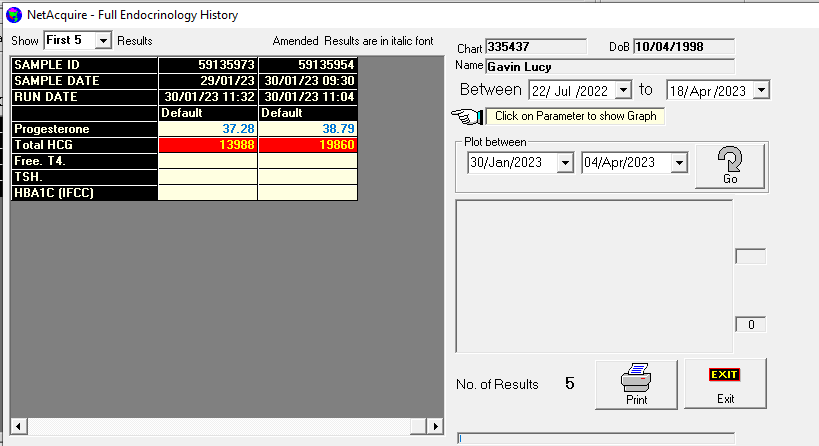 NetAcquire - Full Endocrinology History
Show First 5 Results
Amended Results are in italic font
SAMPLE ID 59135973 59135954
SAMPLE DATE 29/01/23 30/01/23 09:30
RUN DATE 30/01/23 11:32 30/01/23 11:04
Default Default
Progesterone 37.28 38.79
Total HCG 13988 19860
Free. T4.
TSH.
HBA1C (IFCC)
Chart 335437 DoB 10/04/1998
Name Gavin Lucy
Between 22/ Jul /2022 to 18/Apr/2023
Click on Parameter to show Graph
Plot between
30/Jan/2023 04/Apr/2023
Go
0
No. of Results 5
Print
EXIT
Exit